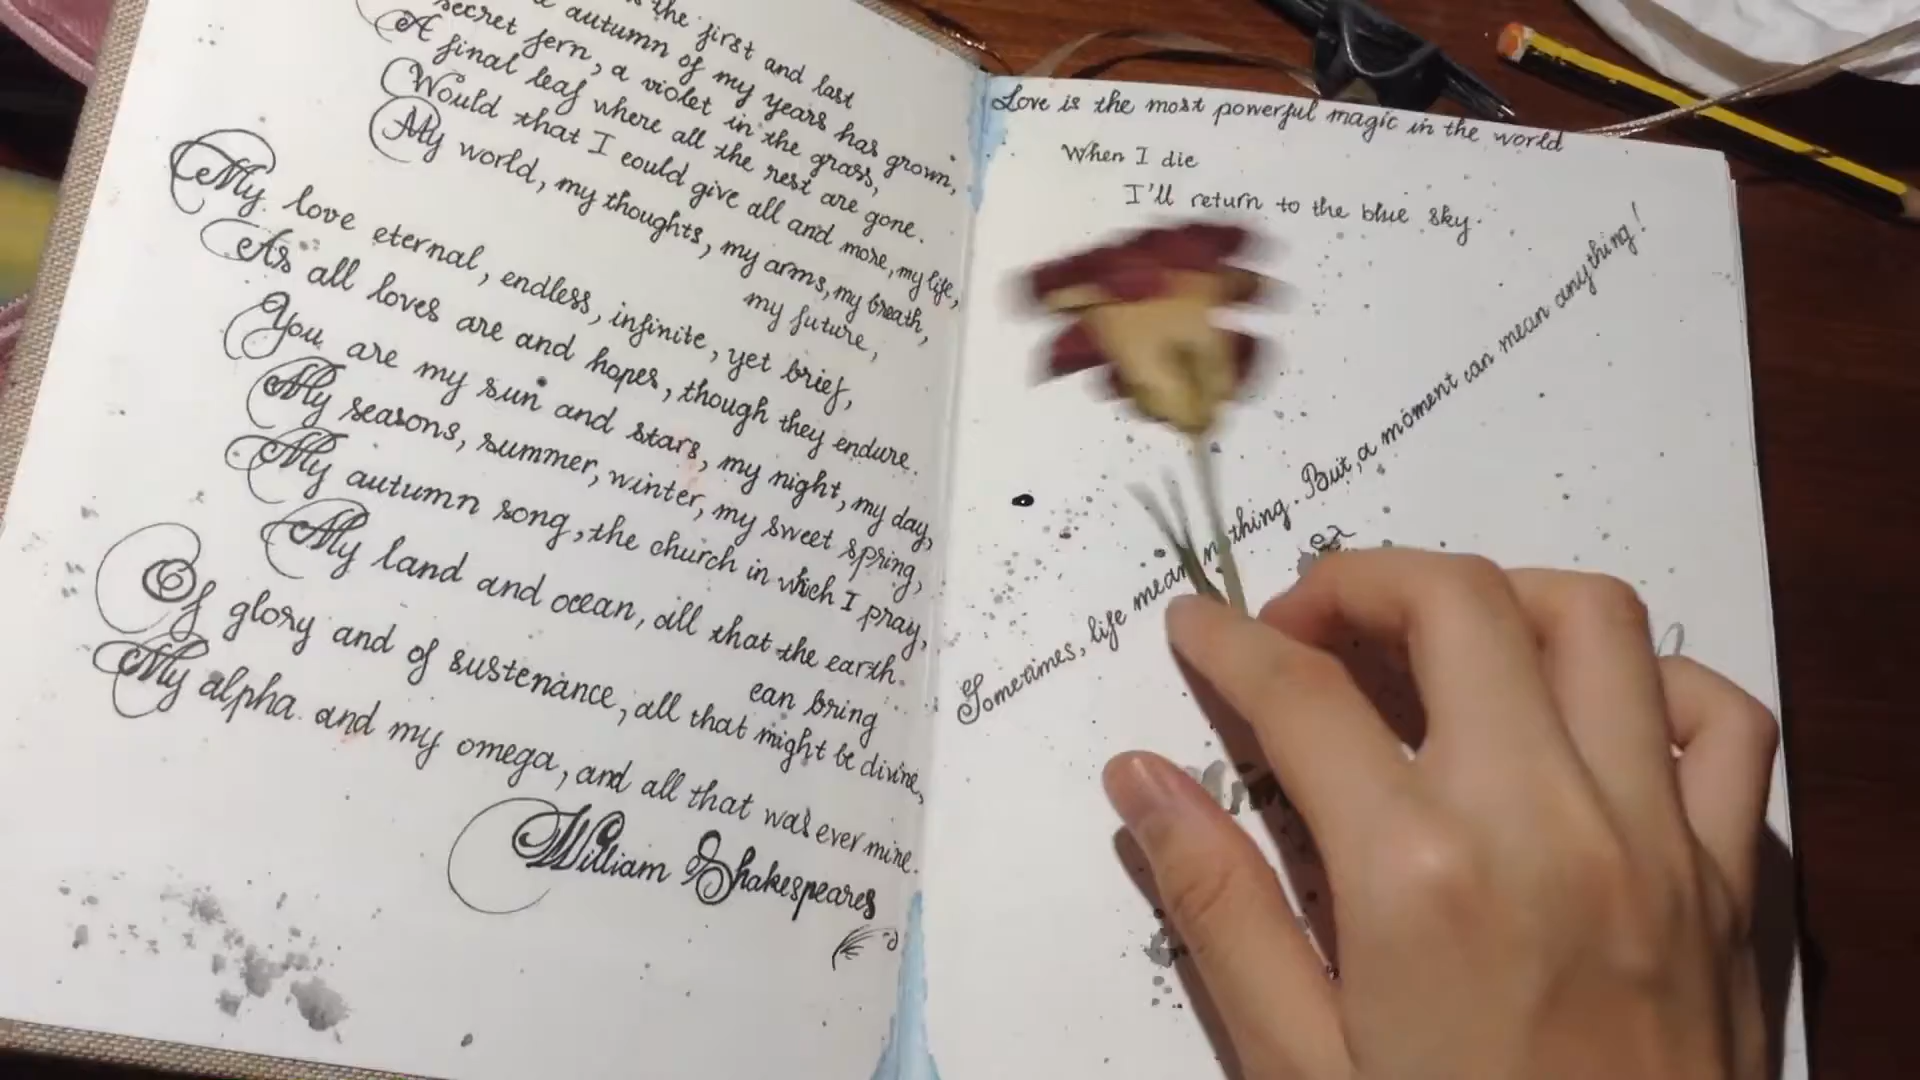 the first and last
autumn of my years has grown,
secret fern, a violet in the grass,
A final leaf where all the rest are gone.
Would that I could give all and more, my life,
My world, my thoughts, my arms, my breath,
my future,
My love eternal, endless, infinite, yet brief,
As all loves are and hopes, though they endure.
You are my sun and stars, my night, my day,
My seasons, summer, winter, my sweet spring,
My autumn song, the church in which I pray,
My land and ocean, all that the earth
can bring
Of glory and of sustenance, all that might be divine,
My alpha and my omega, and all that was ever mine.
William Shakespeares
Love is the most powerful magic in the world
When I die
I'll return to the blue sky.
Sometimes, life mean nothing. But, a moment can mean anything!